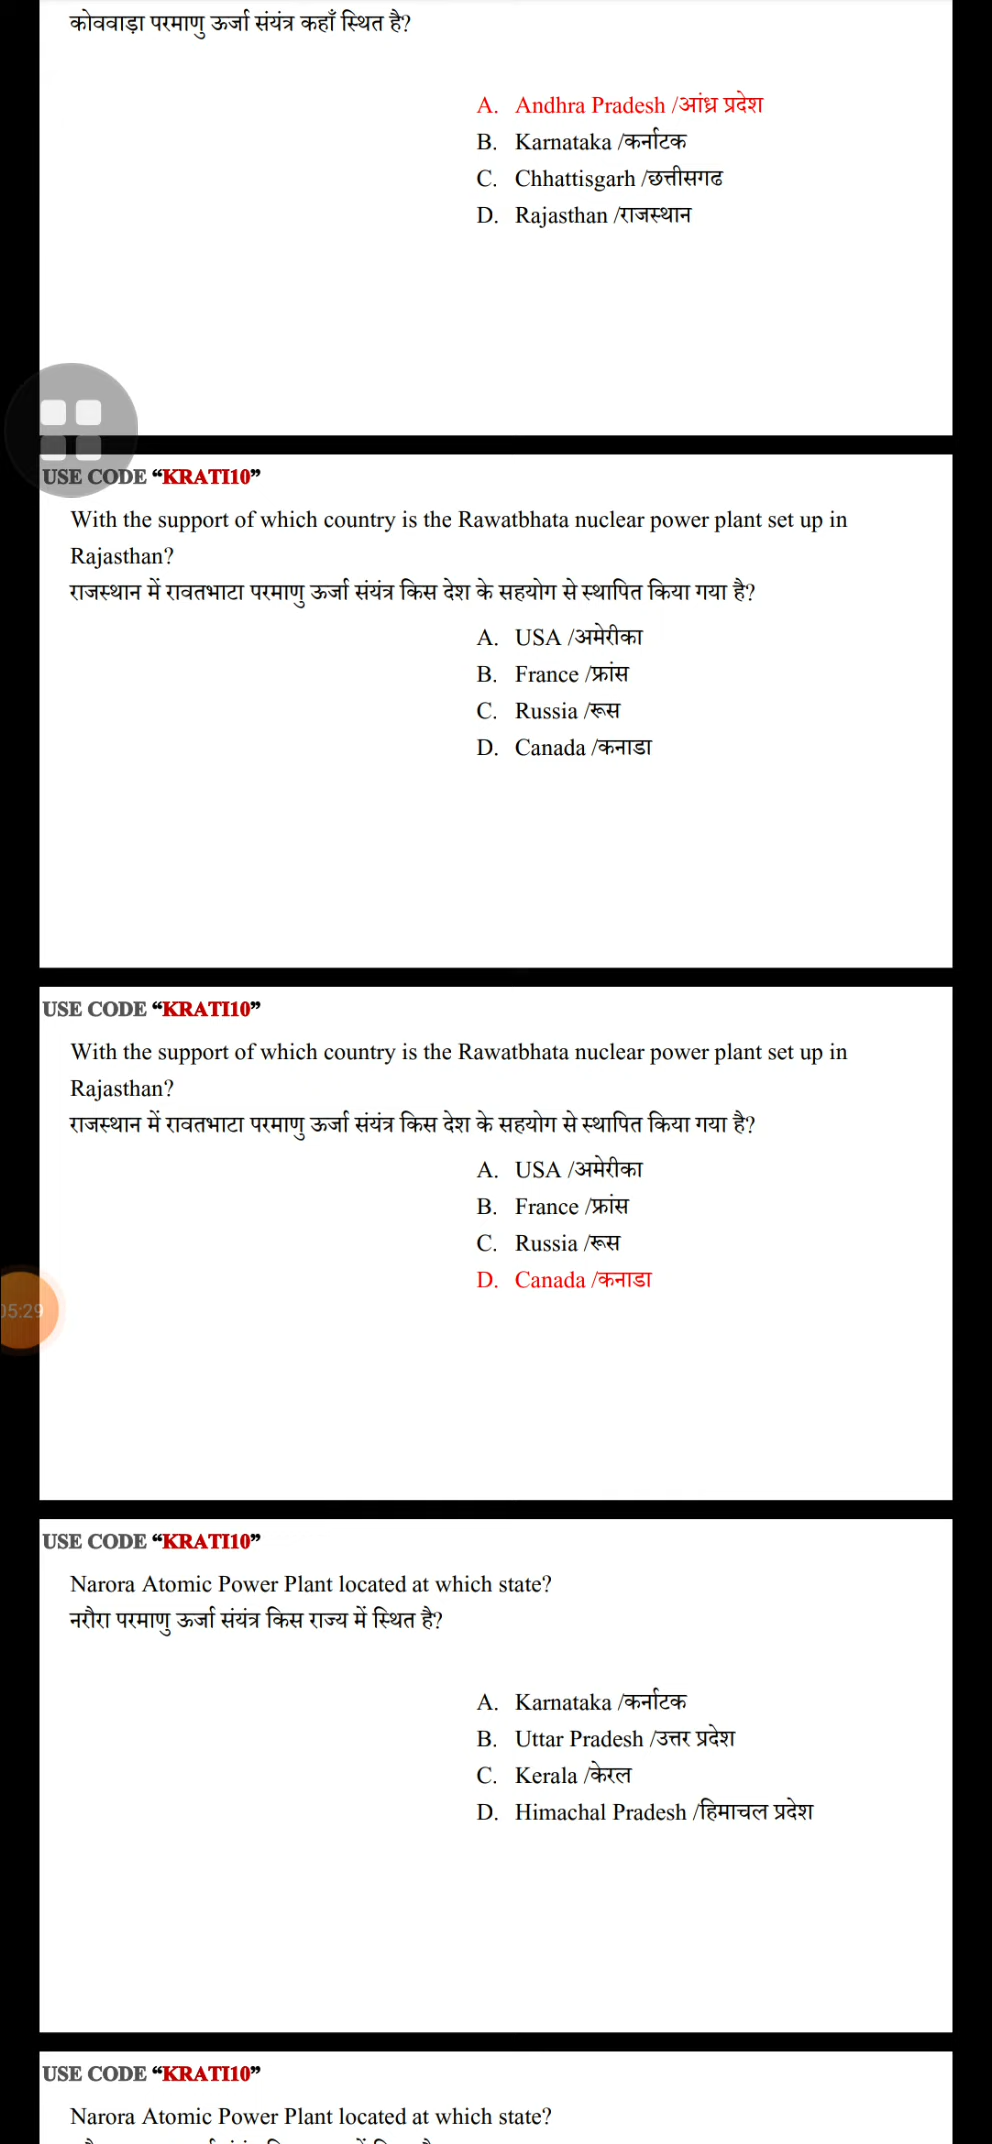 कोववाड़ा परमाणु ऊर्जा संयंत्र कहाँ स्थित है?
A. Andhra Pradesh /आंध्र प्रदेश
B. Karnataka /कर्नाटक
C. Chhattisgarh /छत्तीसगढ
D. Rajasthan /राजस्थान
USE CODE “KRATI10”
With the support of which country is the Rawatbhata nuclear power plant set up in
Rajasthan?
राजस्थान में रावतभाटा परमाणु ऊर्जा संयंत्र किस देश के सहयोग से स्थापित किया गया है?
A. USA /अमेरीका
B. France /फ्रांस
C. Russia /रूस
D. Canada /कनाडा
USE CODE “KRATI10”
With the support of which country is the Rawatbhata nuclear power plant set up in
Rajasthan?
राजस्थान में रावतभाटा परमाणु ऊर्जा संयंत्र किस देश के सहयोग से स्थापित किया गया है?
A. USA /अमेरीका
B. France /फ्रांस
C. Russia /रूस
D. Canada /कनाडा
05:29
USE CODE “KRATI10”
Narora Atomic Power Plant located at which state?
नरौरा परमाणु ऊर्जा संयंत्र किस राज्य में स्थित है?
A. Karnataka /कर्नाटक
B. Uttar Pradesh /उत्तर प्रदेश
C. Kerala /केरल
D. Himachal Pradesh /हिमाचल प्रदेश
USE CODE “KRATI10”
Narora Atomic Power Plant located at which state?